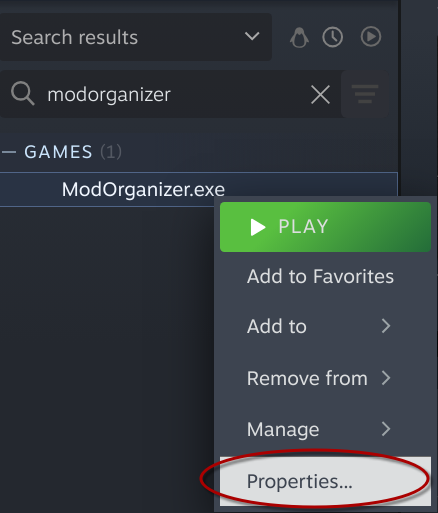 Search results
modorganizer
— GAMES (1)
ModOrganizer.exe
PLAY
Add to Favorites
Add to
Remove from
Manage
Properties...